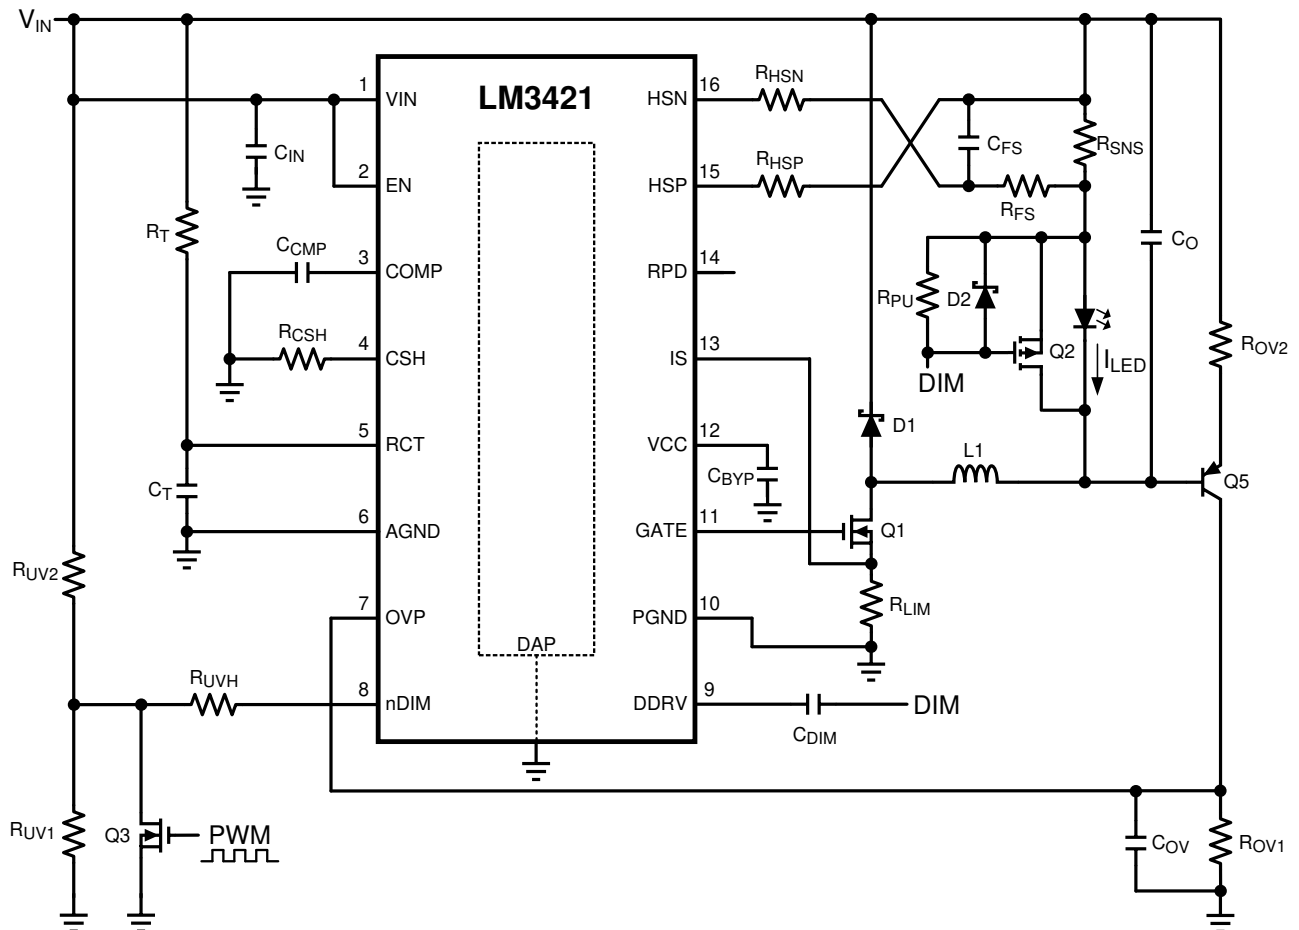 VIN
LM3421
1 VIN
HSN 16
RHSN
CIN
2 EN
HSP 15
RHSP
CFS
RSNS
RFS
RT
CCMP
3 COMP
RPD 14
RPU
D2
Q2
ILED
CO
ROV2
DIM
RCSH
4 CSH
IS 13
D1
5 RCT
VCC 12
CBYP
L1
Q5
CT
6 AGND
GATE 11
Q1
RUV2
7 OVP
PGND 10
RLIM
DAP
RUVH
8 nDIM
DDRV 9
CDIM
DIM
RUV1
Q3
PWM
COV
ROV1